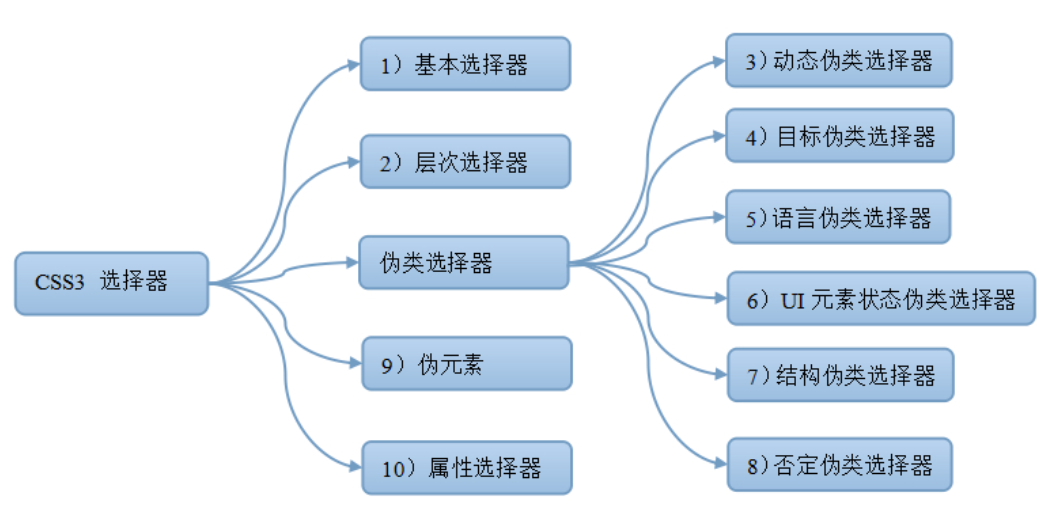 CSS3 选择器
1）基本选择器
2）层次选择器
伪类选择器
9）伪元素
10）属性选择器
3）动态伪类选择器
4）目标伪类选择器
5）语言伪类选择器
6）UI 元素状态伪类选择器
7）结构伪类选择器
8）否定伪类选择器